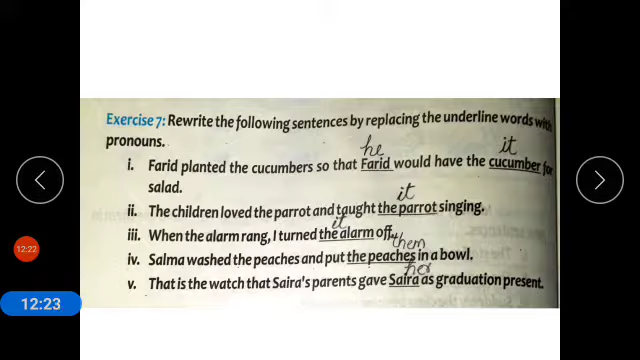 Exercise 7: Rewrite the following sentences by replacing the underline words with
pronouns.
he it
i. Farid planted the cucumbers so that Farid would have the cucumber for
salad.
it
ii. The children loved the parrot and taught the parrot singing.
it
iii. When the alarm rang, I turned the alarm off.
them
iv. Salma washed the peaches and put the peaches in a bowl.
her
v. That is the watch that Saira's parents gave Saira as graduation present.
12:22
12:23